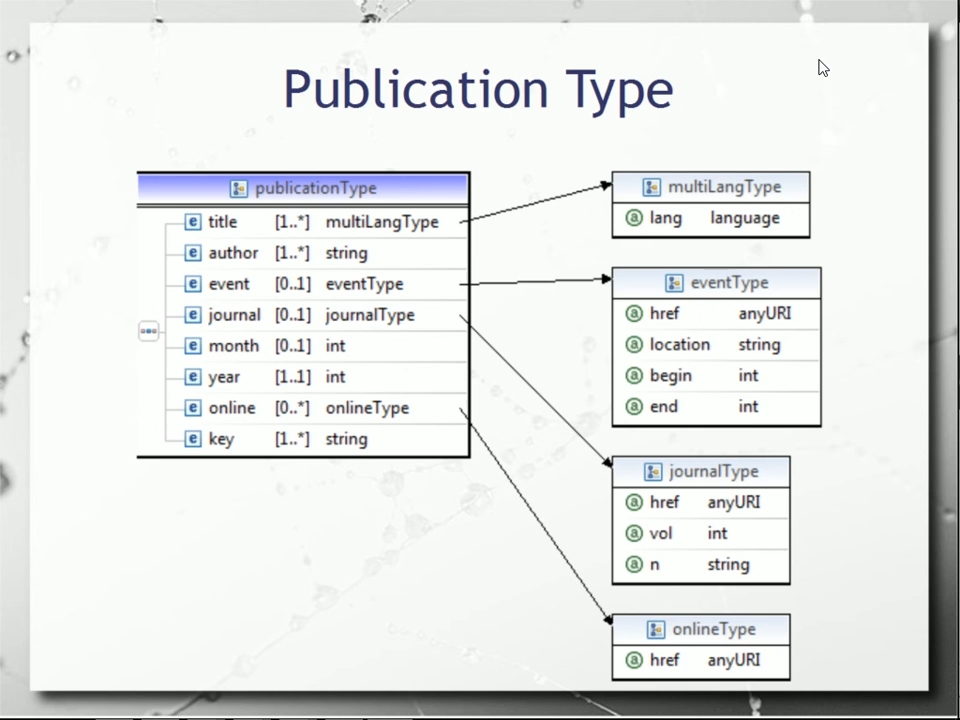 Publication Type
publicationType
e title [1..*] multiLangType
e author [1..*] string
e event [0..1] eventType
e journal [0..1] journalType
e month [0..1] int
e year [1..1] int
e online [0..*] onlineType
e key [1..*] string
multiLangType
a lang language
eventType
a href anyURI
a location string
a begin int
a end int
journalType
a href anyURI
a vol int
a n string
onlineType
a href anyURI